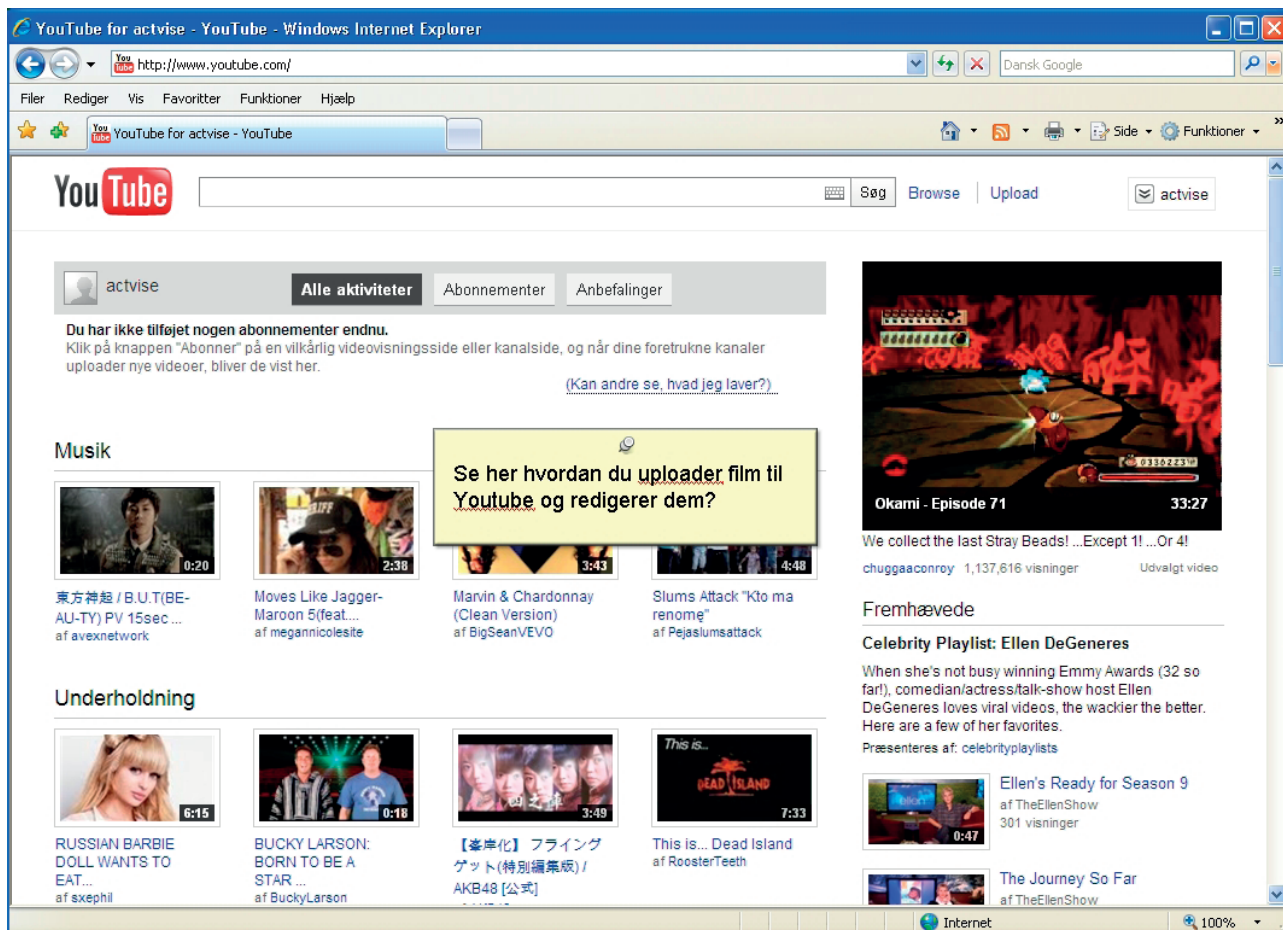 YouTube for actvise - YouTube - Windows Internet Explorer
http://www.youtube.com/
Dansk Google
Filer Rediger Vis Favoritter Funktioner Hjælp
YouTube for actvise - YouTube
Side Funktioner
YouTube
Søg Browse Upload actvise
actvise Alle aktiviteter Abonnementer Anbefalinger
Du har ikke tilføjet nogen abonnementer endnu.
Klik på knappen "Abonner" på en vilkårlig videovisningsside eller kanalside, og når dine foretrukne kanaler
uploader nye videoer, bliver de vist her.
(Kan andre se, hvad jeg laver?)
Se her hvordan du uploader film til
Youtube og redigerer dem?
Musik
0:20
東方神起 / B.U.T(BE-
AU-TY) PV 15sec ...
af avexnetwork
2:38
Moves Like Jagger-
Maroon 5(feat....
af megannicolesite
3:43
Marvin & Chardonnay
(Clean Version)
af BigSeanVEVO
4:48
Slums Attack "Kto ma
renomę"
af Pejaslumsattack
Underholdning
6:15
RUSSIAN BARBIE
DOLL WANTS TO
EAT...
af sxephil
0:18
BUCKY LARSON:
BORN TO BE A
STAR ...
af BuckyLarson
3:49
【峯岸化】 フライング
ゲット(特別編集版) /
AKB48 [公式]
This is...
DEAD ISLAND
7:33
This is... Dead Island
af RoosterTeeth
0336223
Okami - Episode 71 33:27
We collect the last Stray Beads! ...Except 1! ...Or 4!
chuggaaconroy 1,137,616 visninger Udvalgt video
Fremhævede
Celebrity Playlist: Ellen DeGeneres
When she's not busy winning Emmy Awards (32 so
far!), comedian/actress/talk-show host Ellen
DeGeneres loves viral videos, the wackier the better.
Here are a few of her favorites.
Præsenteres af: celebrityplaylists
0:47
Ellen's Ready for Season 9
af TheEllenShow
301 visninger
The Journey So Far
af TheEllenShow
Internet 100%